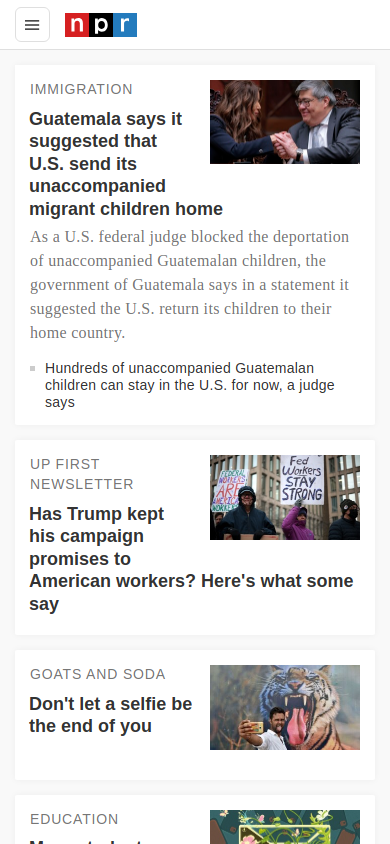 npr
IMMIGRATION
Guatemala says it
suggested that
U.S. send its
unaccompanied
migrant children home
As a U.S. federal judge blocked the deportation
of unaccompanied Guatemalan children, the
government of Guatemala says in a statement it
suggested the U.S. return its children to their
home country.
Hundreds of unaccompanied Guatemalan
children can stay in the U.S. for now, a judge
says
UP FIRST
NEWSLETTER
FEDERAL
WORKERS
ARE
Fed
Workers
STAY
STRONG
Has Trump kept
his campaign
promises to
American workers? Here's what some
say
GOATS AND SODA
Don't let a selfie be
the end of you
EDUCATION